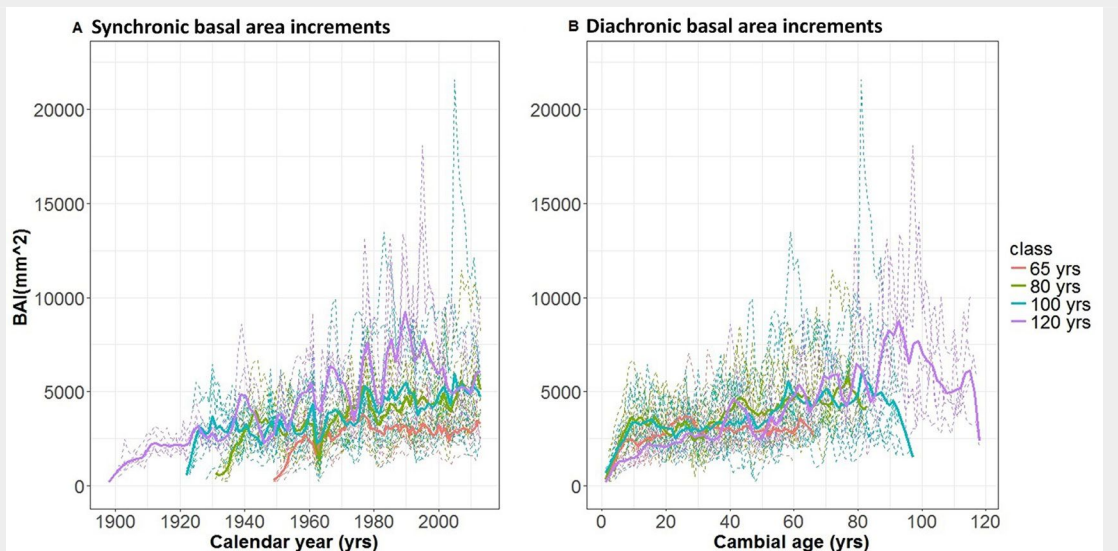 A Synchronic basal area increments
B Diachronic basal area increments
BAI(mm^2)
20000
15000
10000
5000
0
1900 1920 1940 1960 1980 2000
Calendar year (yrs)
20000
15000
10000
5000
0
0 20 40 60 80 100 120
Cambial age (yrs)
class
65 yrs
80 yrs
100 yrs
120 yrs